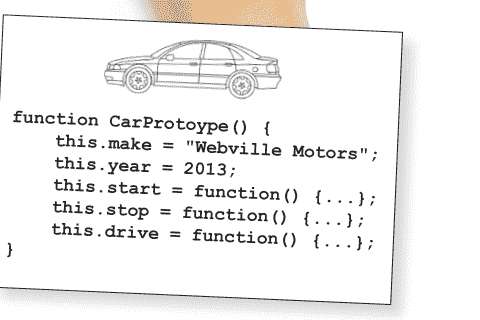 function CarProtoype() {
this.make = "Webville Motors";
this.year = 2013;
this.start = function() {...};
this.stop = function() {...};
this.drive = function() {...};
}